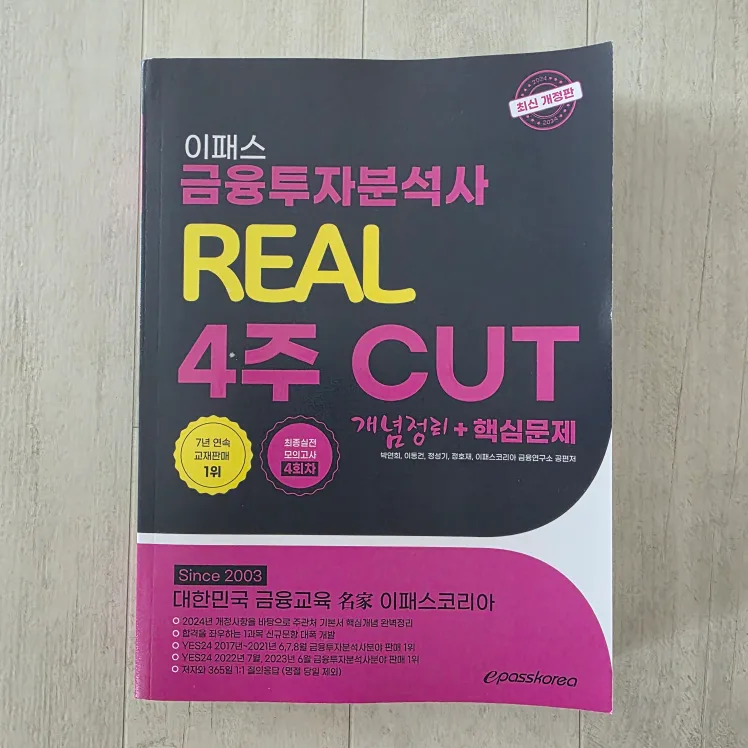 2024
최신 개정판
2024
이패스
금융투자분석사
REAL
4주 CUT
개념정리 + 핵심문제
박연희, 이동건, 정성기, 정호재, 이패스코리아 금융연구소 공편저
7년 연속
교재판매
1위
최종실전
모의고사
4회차
Since 2003
대한민국 금융교육 名家 이패스코리아
2024년 개정사항을 바탕으로 주관처 기본서 핵심개념 완벽정리
합격을 좌우하는 1과목 신규문항 대폭 개발
YES24 2017년~2021년 6,7,8월 금융투자분석사분야 판매 1위
YES24 2022년 7월, 2023년 6월 금융투자분석사분야 판매 1위
저자와 365일 1:1 질의응답 (명절 당일 제외)
epasskorea